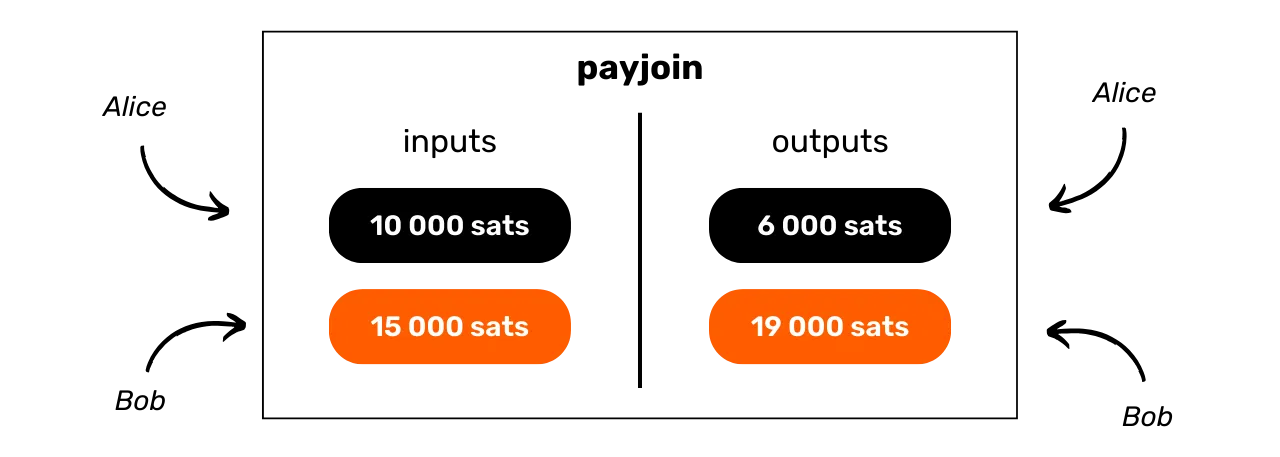 payjoin
Alice
Alice
inputs
outputs
10 000 sats
6 000 sats
15 000 sats
19 000 sats
Bob
Bob